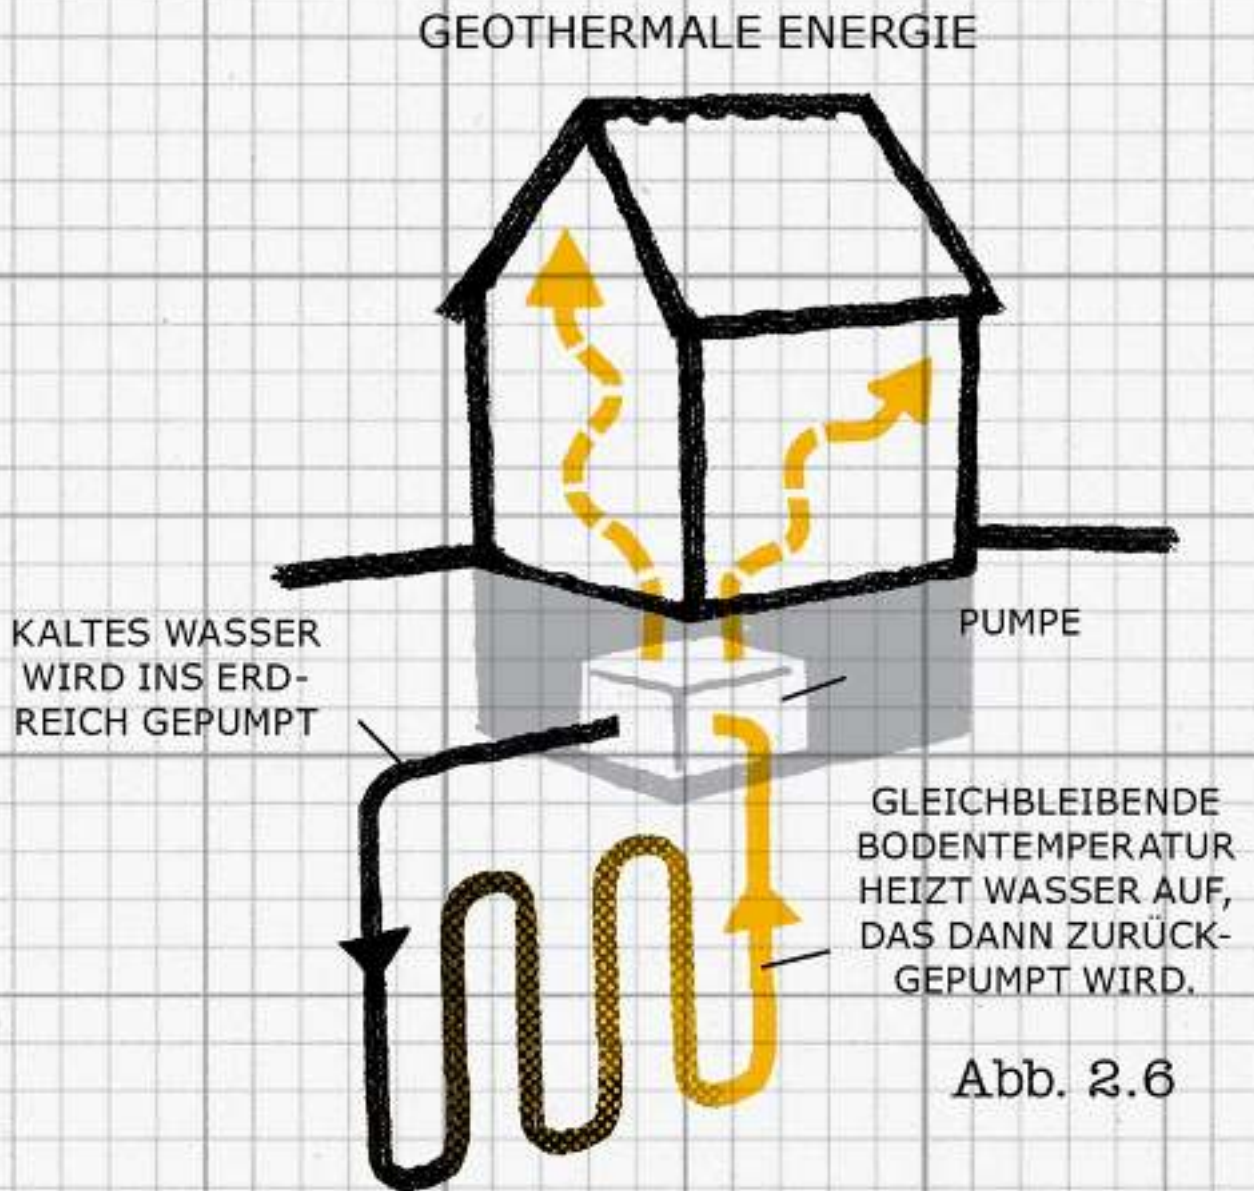 GEOTHERMALE ENERGIE
KALTES WASSER
WIRD INS ERD-
REICH GEPUMPT
PUMPE
GLEICHBLEIBENDE
BODENTEMPERATUR
HEIZT WASSER AUF,
DAS DANN ZURÜCK-
GEPUMPT WIRD.
Abb. 2.6